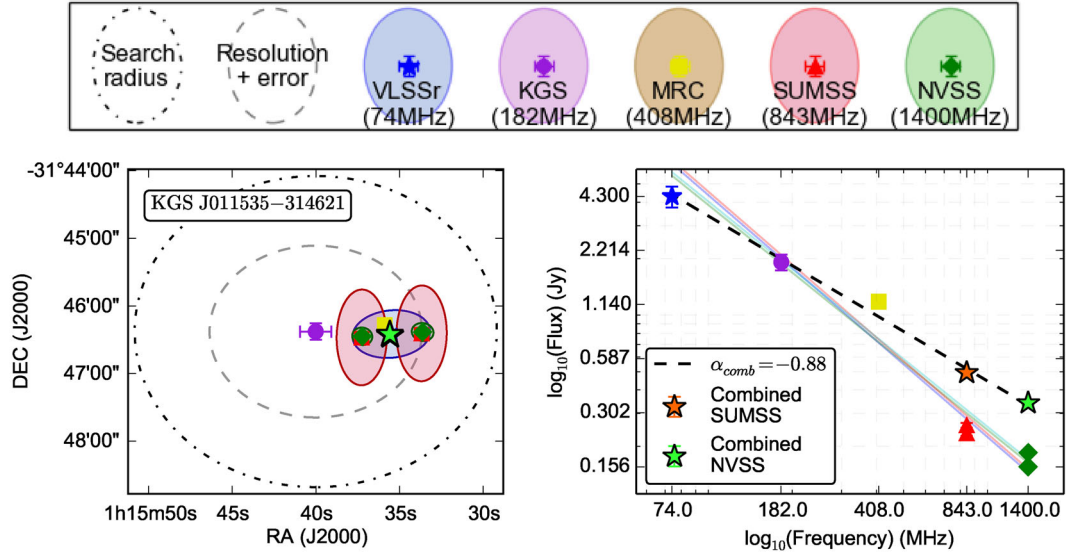 Search
radius
Resolution
+ error
VLSSr
(74MHz)
KGS
(182MHz)
MRC
(408MHz)
SUMSS
(843MHz)
NVSS
(1400MHz)
KGS J011535−314621
-31°44'00"
45'00"
46'00"
47'00"
48'00"
DEC (J2000)
1h15m50s
45s
40s
35s
30s
RA (J2000)
4.300
2.214
1.140
0.587
0.302
0.156
log₁₀(Flux) (Jy)
α_comb=−0.88
Combined
SUMSS
Combined
NVSS
74.0
182.0
408.0
843.0
1400.0
log₁₀(Frequency) (MHz)